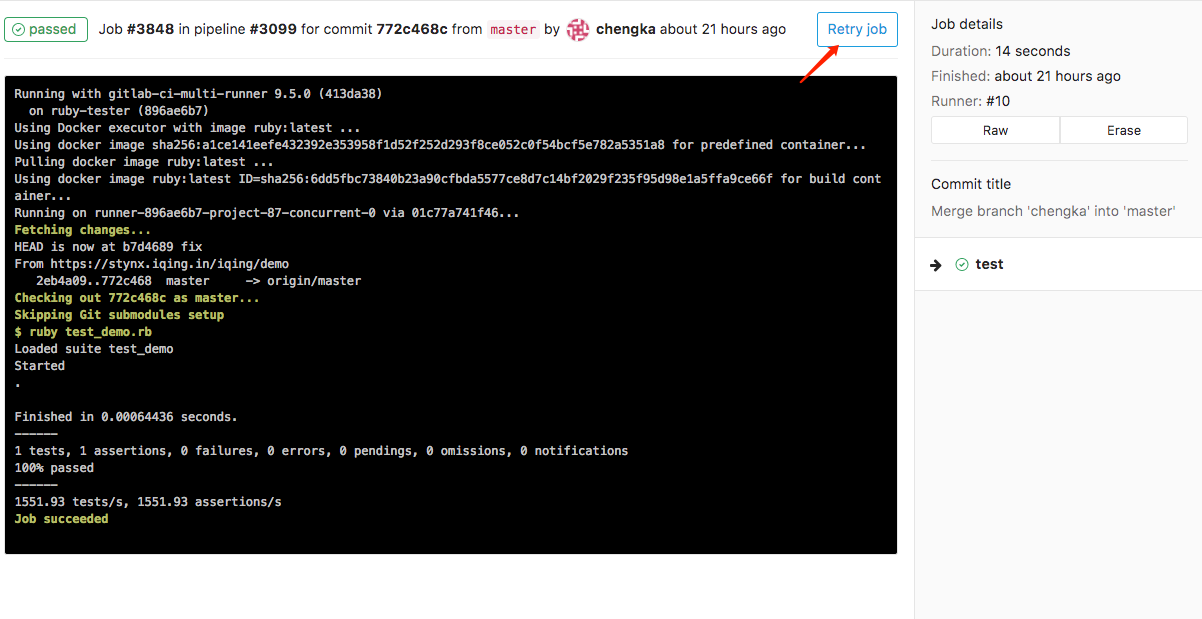 passed Job #3848 in pipeline #3099 for commit 772c468c from master by chengka about 21 hours ago Retry job
Running with gitlab-ci-multi-runner 9.5.0 (413da38)
on ruby-tester (896ae6b7)
Using Docker executor with image ruby:latest ...
Using docker image sha256:a1ce141eefe432392e353958f1d52f252d293f8ce052c0f54bcf5e782a5351a8 for predefined container...
Pulling docker image ruby:latest ...
Using docker image ruby:latest ID=sha256:6dd5fbc73840b23a90cfbda5577ce8d7c14bf2029f235f95d98e1a5ffa9ce66f for build cont
ainer...
Running on runner-896ae6b7-project-87-concurrent-0 via 01c77a741f46...
Fetching changes...
HEAD is now at b7d4689 fix
From https://stynx.iqing.in/iqing/demo
2eb4a09..772c468 master -> origin/master
Checking out 772c468c as master...
Skipping Git submodules setup
$ ruby test_demo.rb
Loaded suite test_demo
Started
.
Finished in 0.00064436 seconds.
------
1 tests, 1 assertions, 0 failures, 0 errors, 0 pendings, 0 omissions, 0 notifications
100% passed
------
1551.93 tests/s, 1551.93 assertions/s
Job succeeded
Job details
Duration: 14 seconds
Finished: about 21 hours ago
Runner: #10
Raw Erase
Commit title
Merge branch 'chengka' into 'master'
test